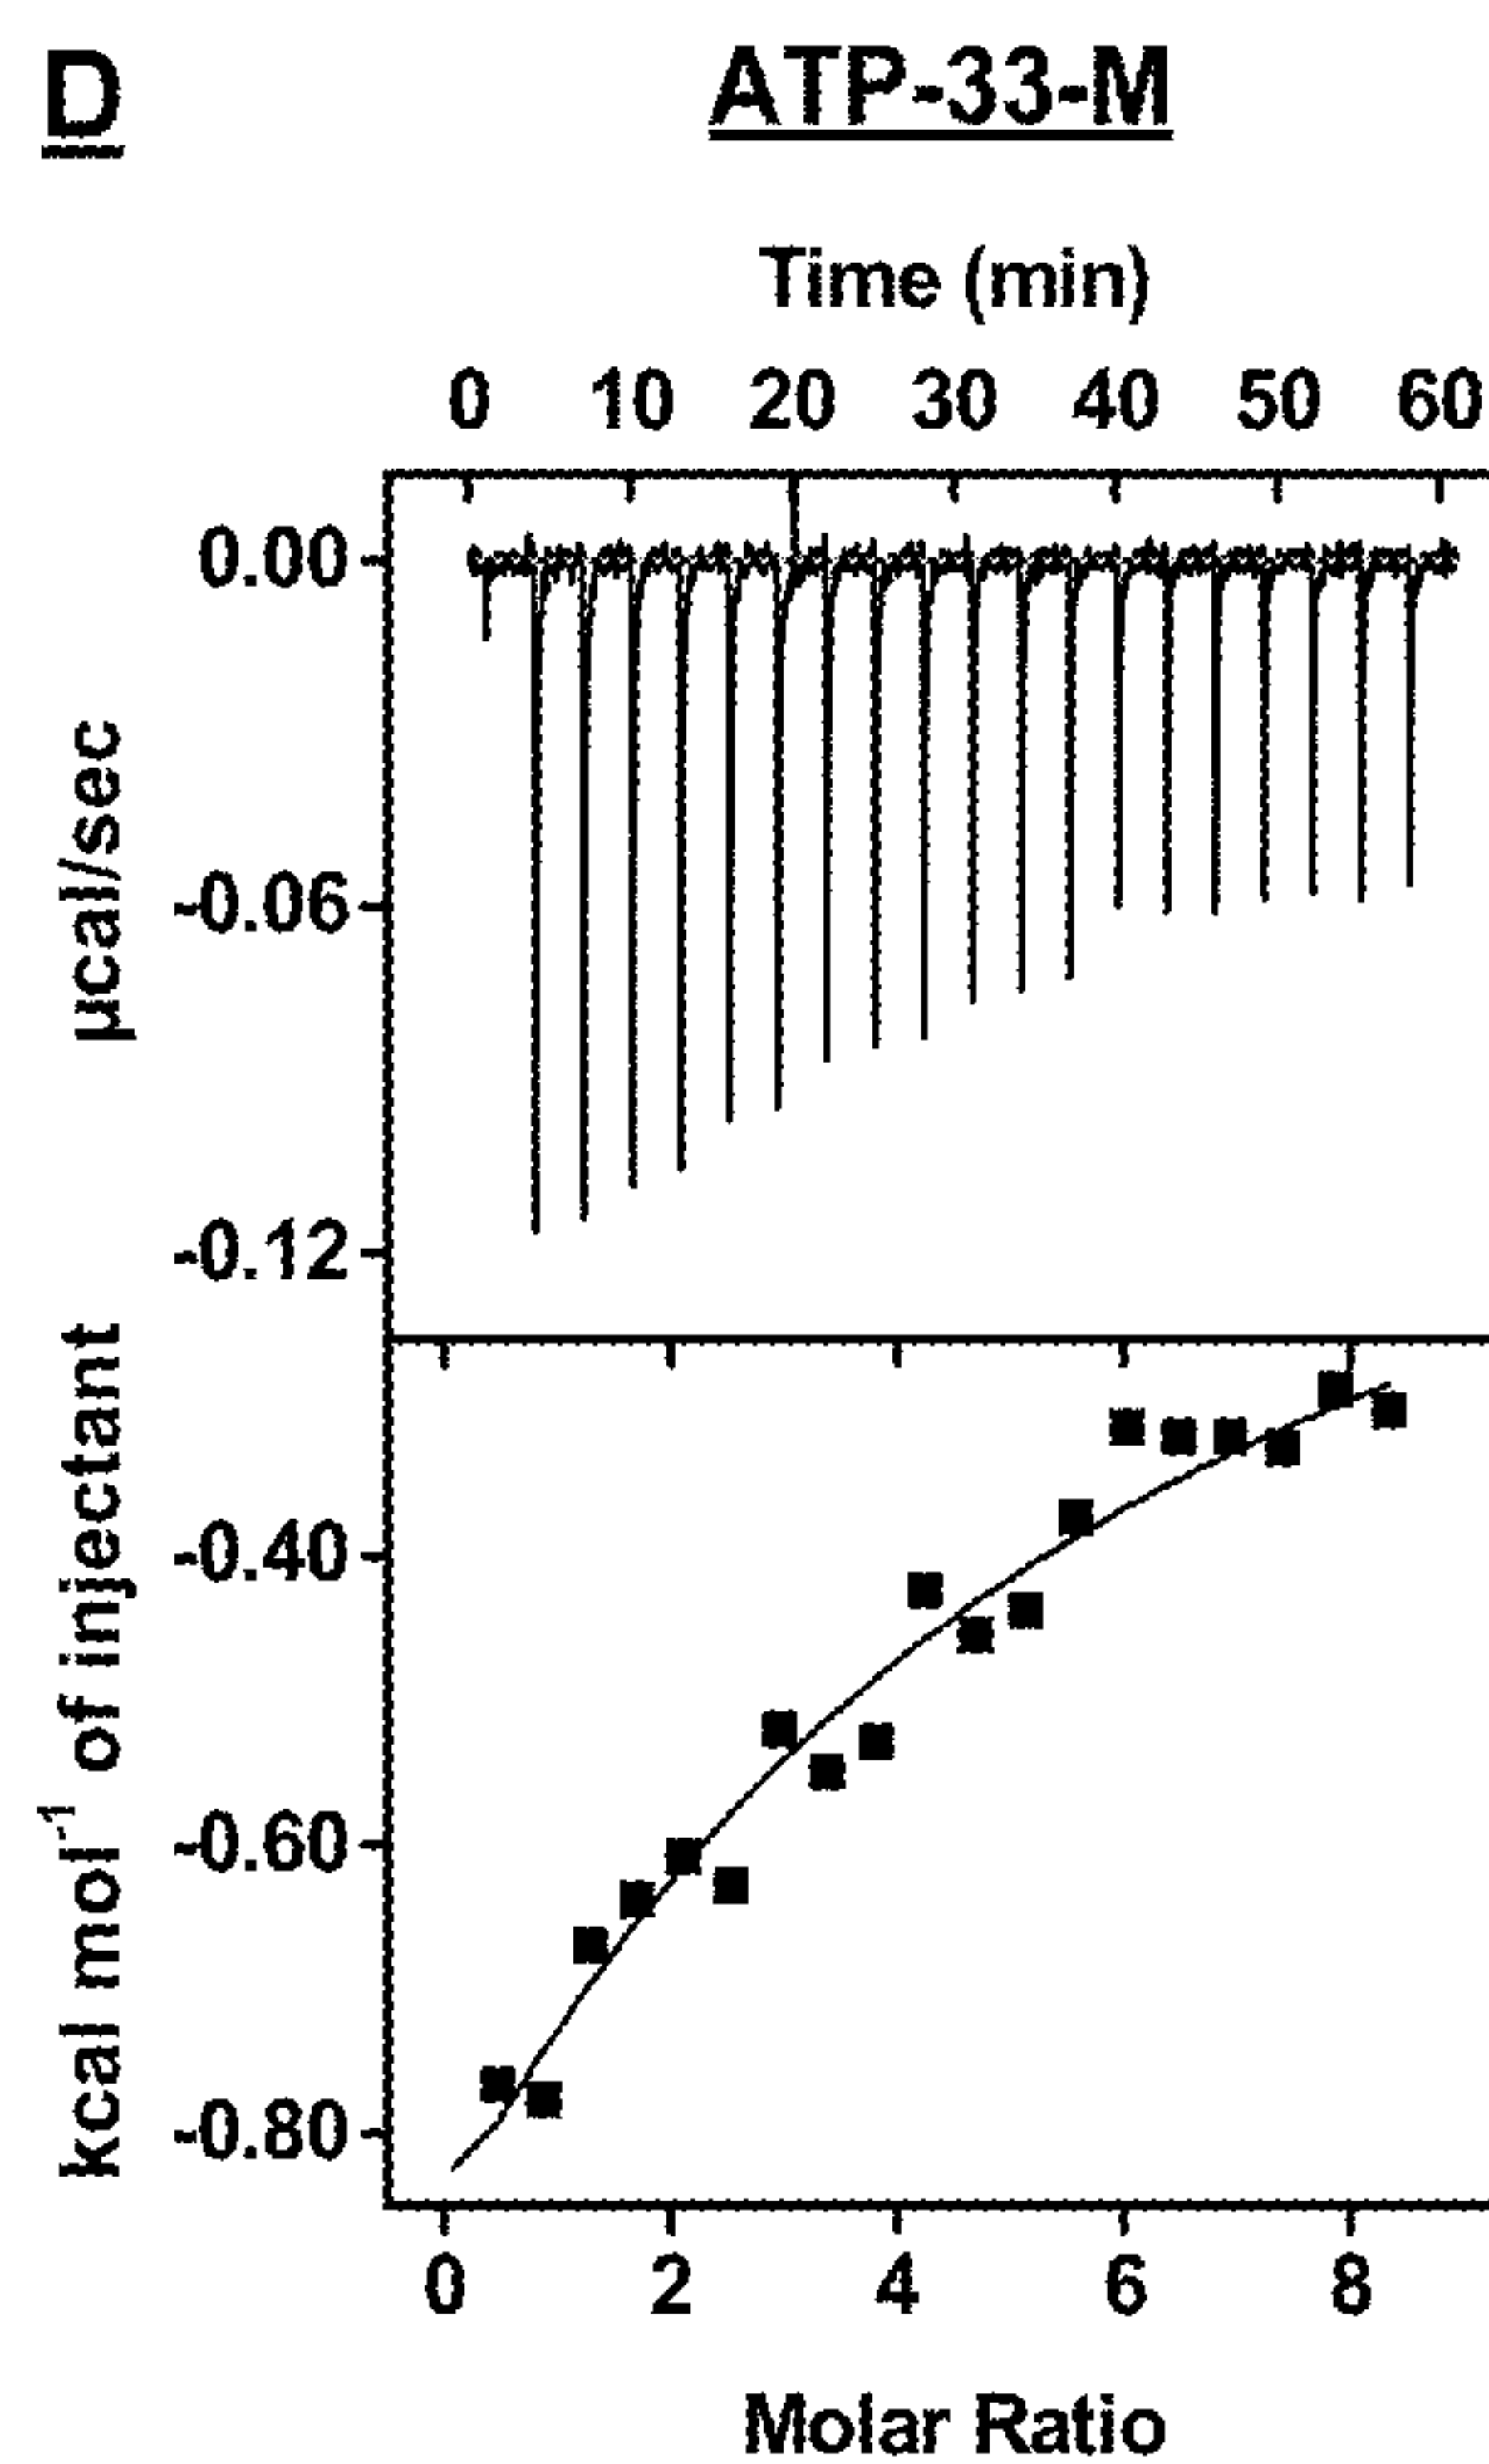 D
ATP-33-M
Time (min)
0 10 20 30 40 50 60
µcal/sec
0.00
-0.06
-0.12
kcal mol⁻¹ of injectant
-0.40
-0.60
-0.80
0 2 4 6 8
Molar Ratio